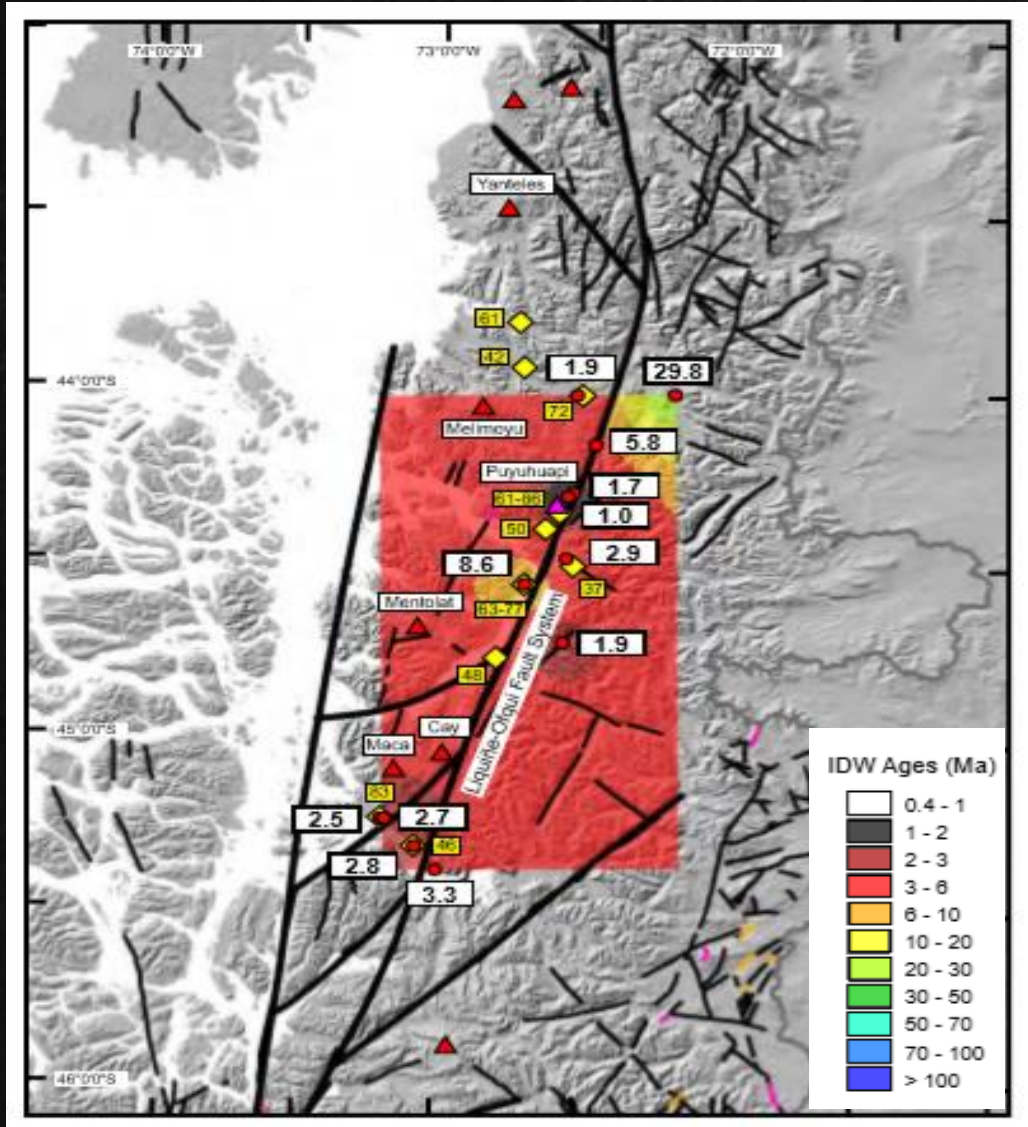 74°0'0"W
73°0'0"W
72°0'0"W
Yanteles
61
42
1.9
29.8
44°0'0"S
72
Melimoyu
5.8
Puyuhuapi
1.7
1.0
50
2.9
8.6
37
63-77
Mentolat
1.9
48
Liquiñe-Ofqui Fault System
45°0'0"S
Cay
Maca
83
2.5
2.7
46
2.8
3.3
46°0'0"S
IDW Ages (Ma)
0.4 - 1
1 - 2
2 - 3
3 - 6
6 - 10
10 - 20
20 - 30
30 - 50
50 - 70
70 - 100
> 100